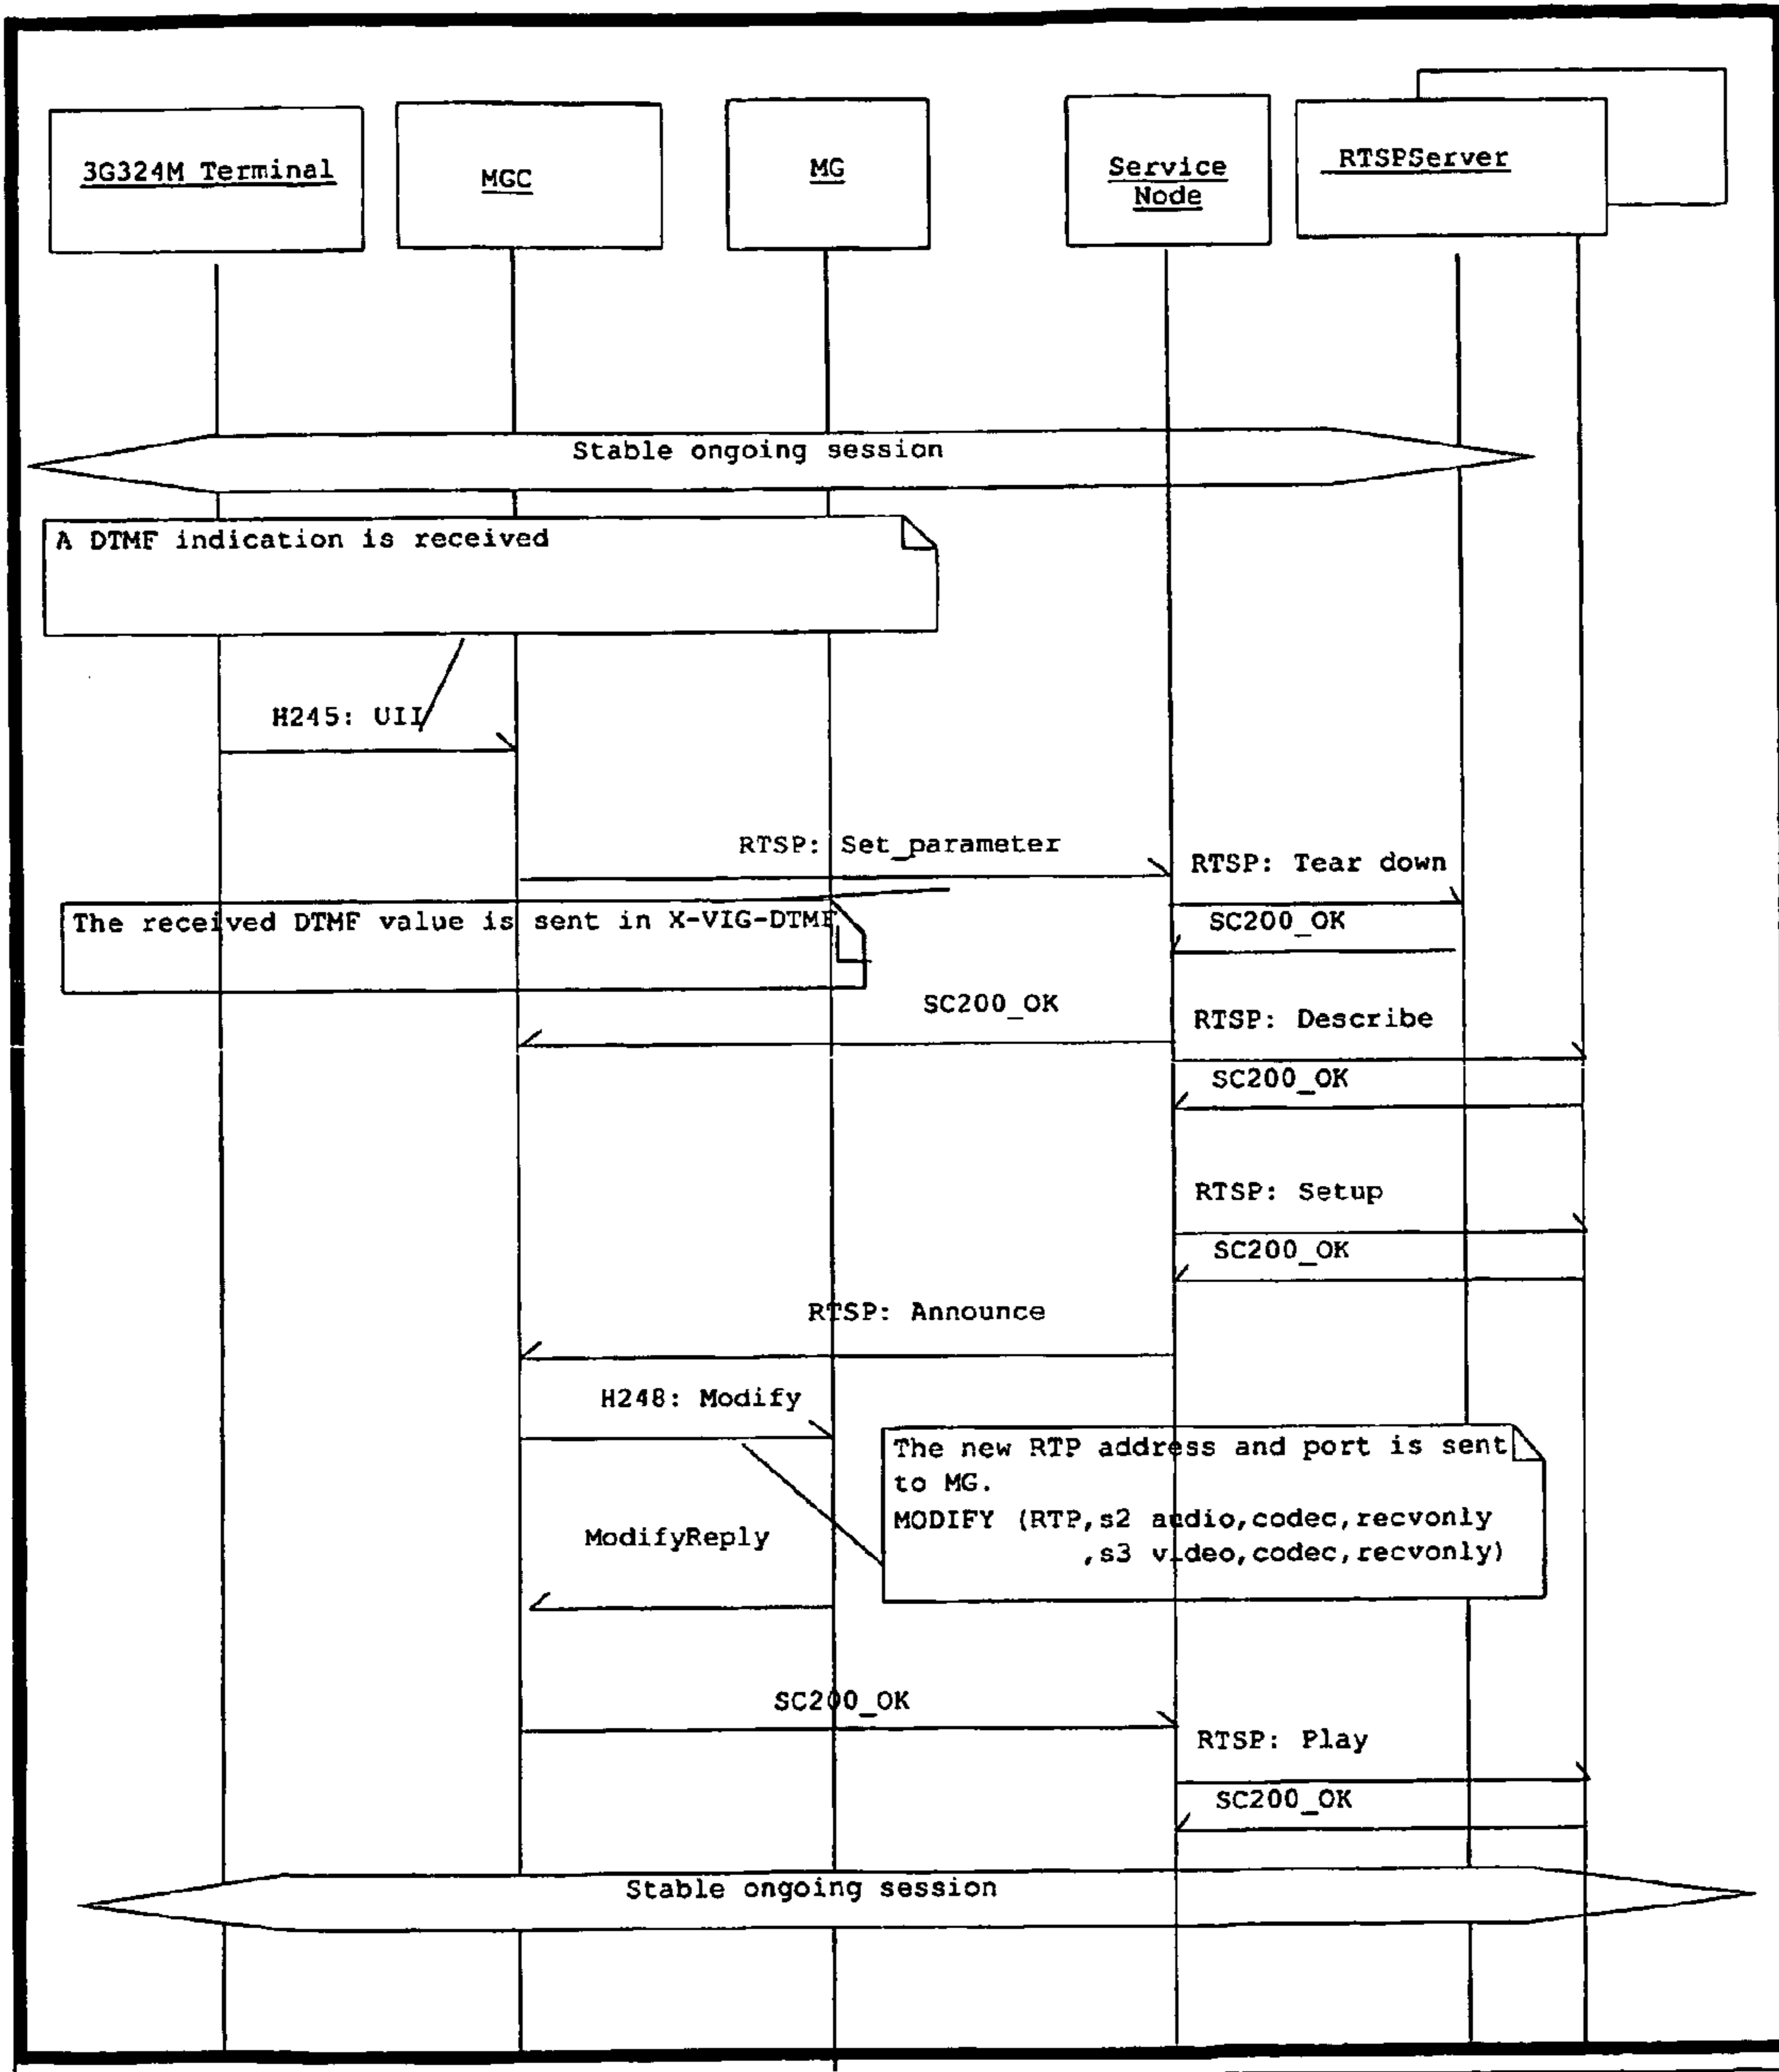 3G324M Terminal
MGC
MG
Service
Node
RTSPServer
Stable ongoing session
A DTMF indication is received
H245: UII
RTSP: Set_parameter
RTSP: Tear down
The received DTMF value is sent in X-VIG-DTMF
SC200_OK
SC200_OK
RTSP: Describe
SC200_OK
RTSP: Setup
SC200_OK
RTSP: Announce
H248: Modify
The new RTP address and port is sent
to MG.
MODIFY (RTP,s2 audio,codec,recvonly
,s3 video,codec,recvonly)
ModifyReply
SC200_OK
RTSP: Play
SC200_OK
Stable ongoing session